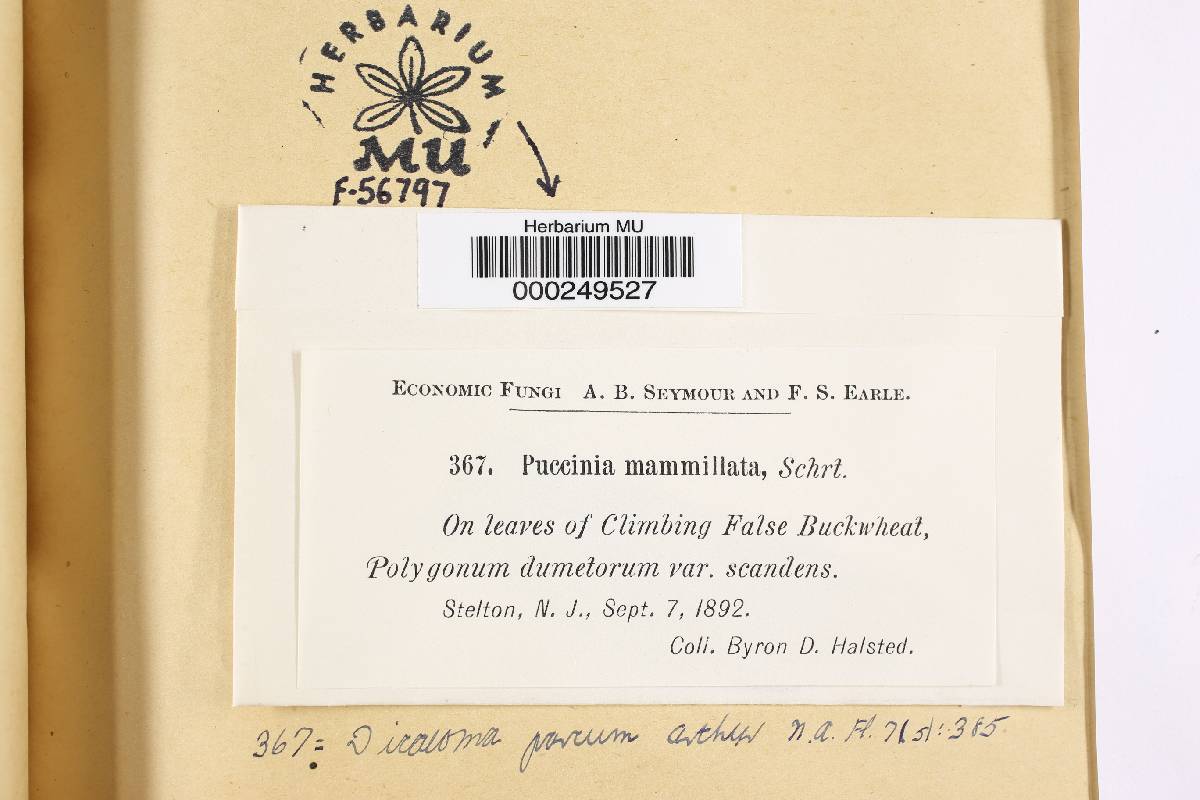 HERBARIUM
MU
F-56797
Herbarium MU
000249527
Economic Fungi A. B. Seymour and F. S. Earle.
367. Puccinia mammillata, Schrt.
On leaves of Climbing False Buckwheat,
Polygonum dumetorum var. scandens.
Stelton, N. J., Sept. 7, 1892.
Coll. Byron D. Halsted.
367 = Dicaeoma parcum Arthur N.A. Fl. 7(5):385.